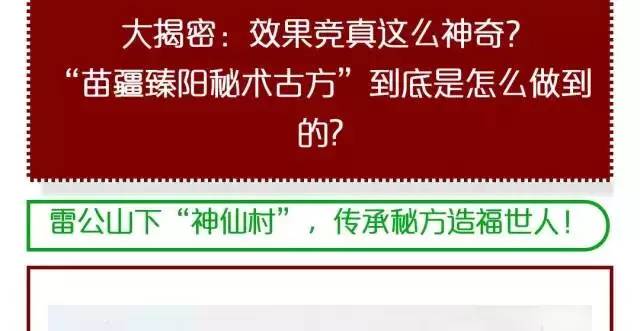 大揭密：效果竞真这么神奇？
“苗疆臻阳秘术古方”到底是怎么做到
的？
雷公山下“神仙村”，传承秘方造福世人！